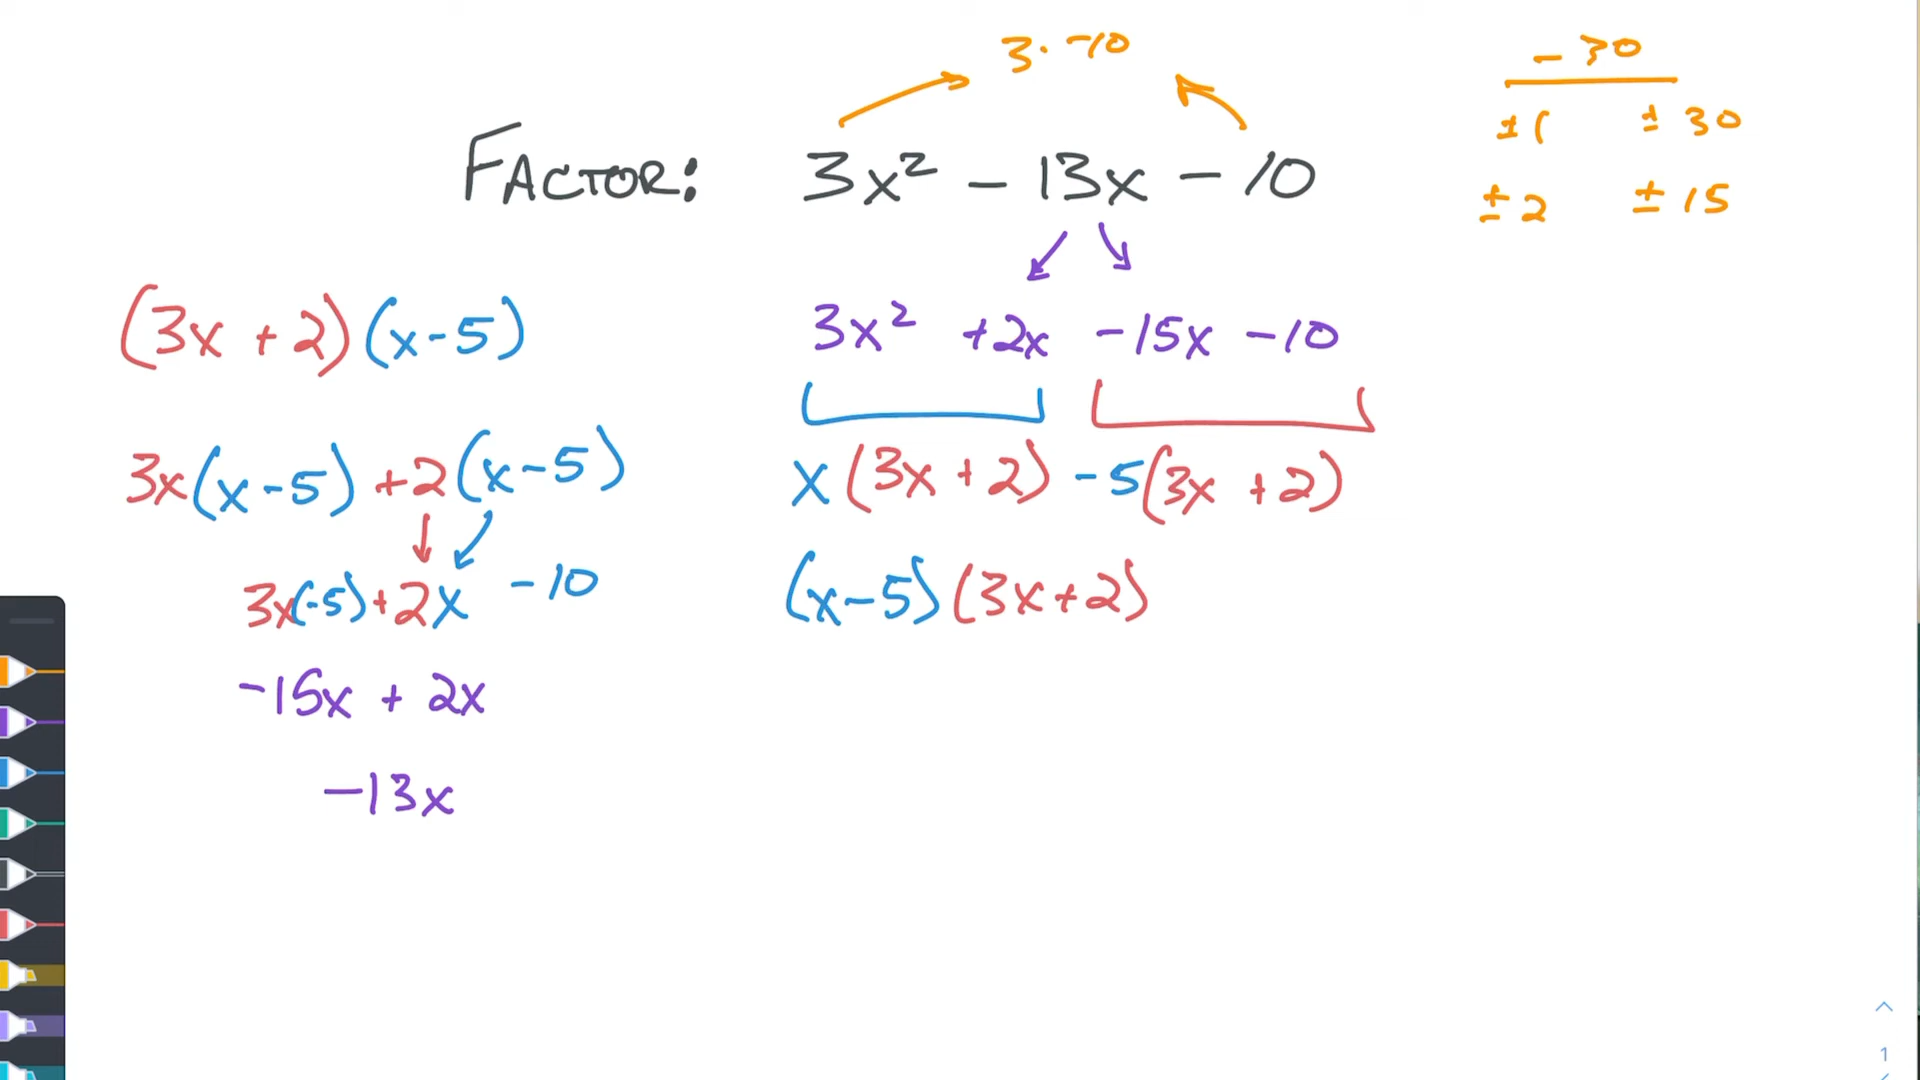 3·-10
FACTOR: 3x² - 13x - 10
-30
±1 ±30
±2 ±15
3x² +2x -15x -10
x(3x+2) -5(3x+2)
(x-5)(3x+2)
(3x+2)(x-5)
3x(x-5)+2(x-5)
3x(-5)+2x -10
-15x + 2x
-13x
1